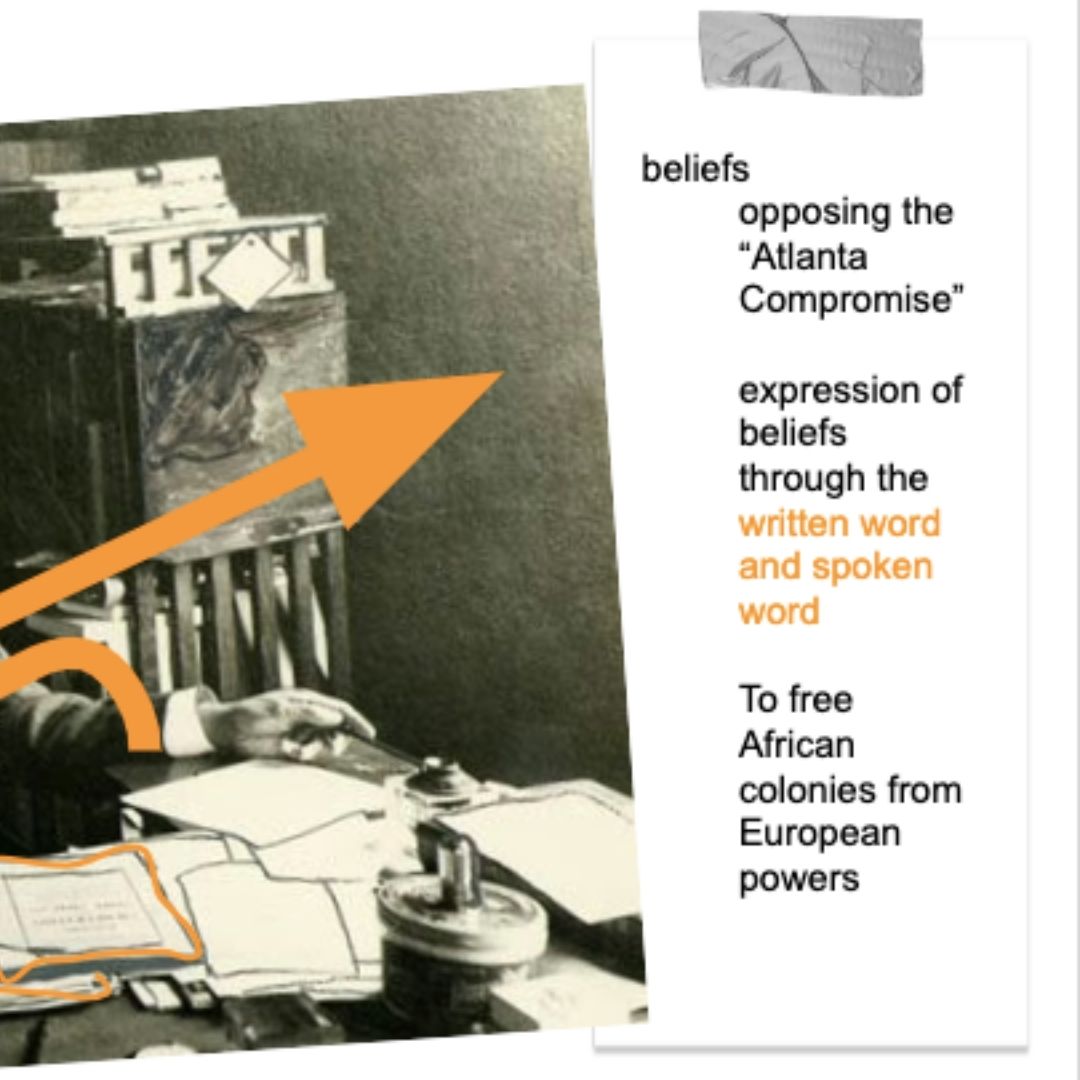 beliefs
opposing the
“Atlanta
Compromise”
expression of
beliefs
through the
written word
and spoken
word
To free
African
colonies from
European
powers